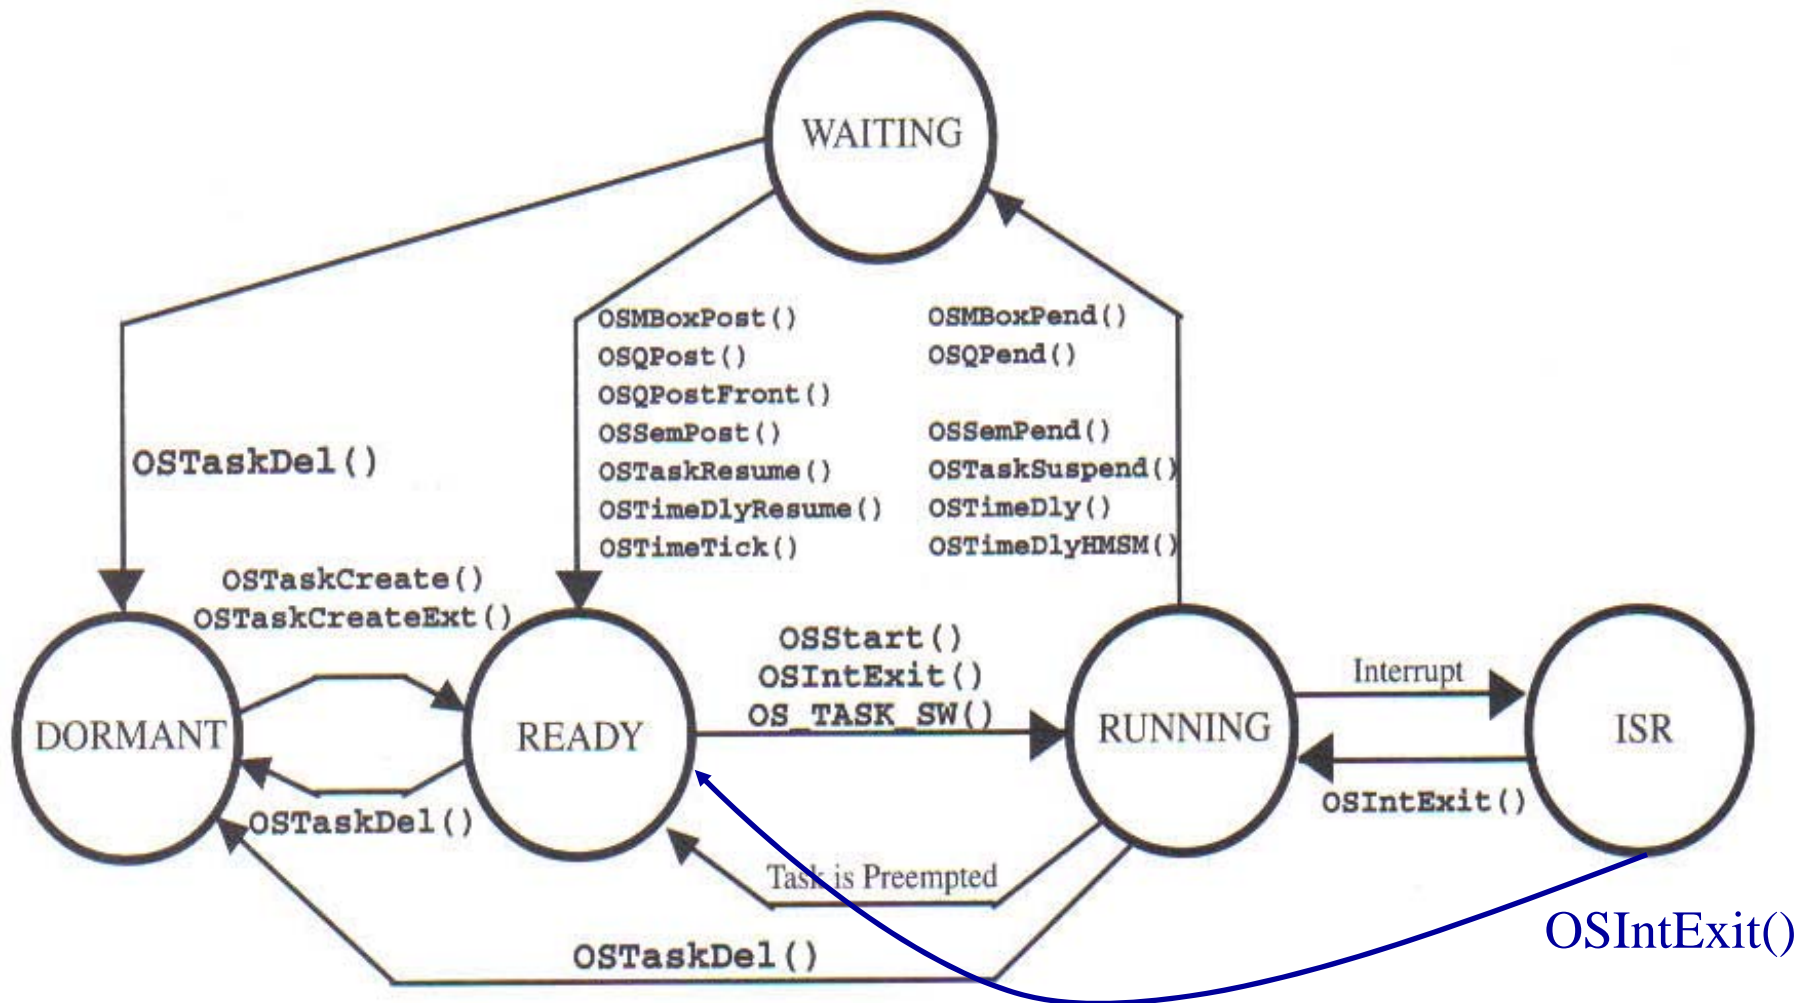 WAITING
OSMBoxPost()
OSQPost()
OSQPostFront()
OSSemPost()
OSTaskResume()
OSTimeDlyResume()
OSTimeTick()
OSMBoxPend()
OSQPend()
OSSemPend()
OSTaskSuspend()
OSTimeDly()
OSTimeDlyHMSM()
OSTaskDel()
OSTaskCreate()
OSTaskCreateExt()
OSStart()
OSIntExit()
OS_TASK_SW()
Interrupt
DORMANT
READY
RUNNING
ISR
OSIntExit()
OSTaskDel()
Task is Preempted
OSIntExit()
OSTaskDel()